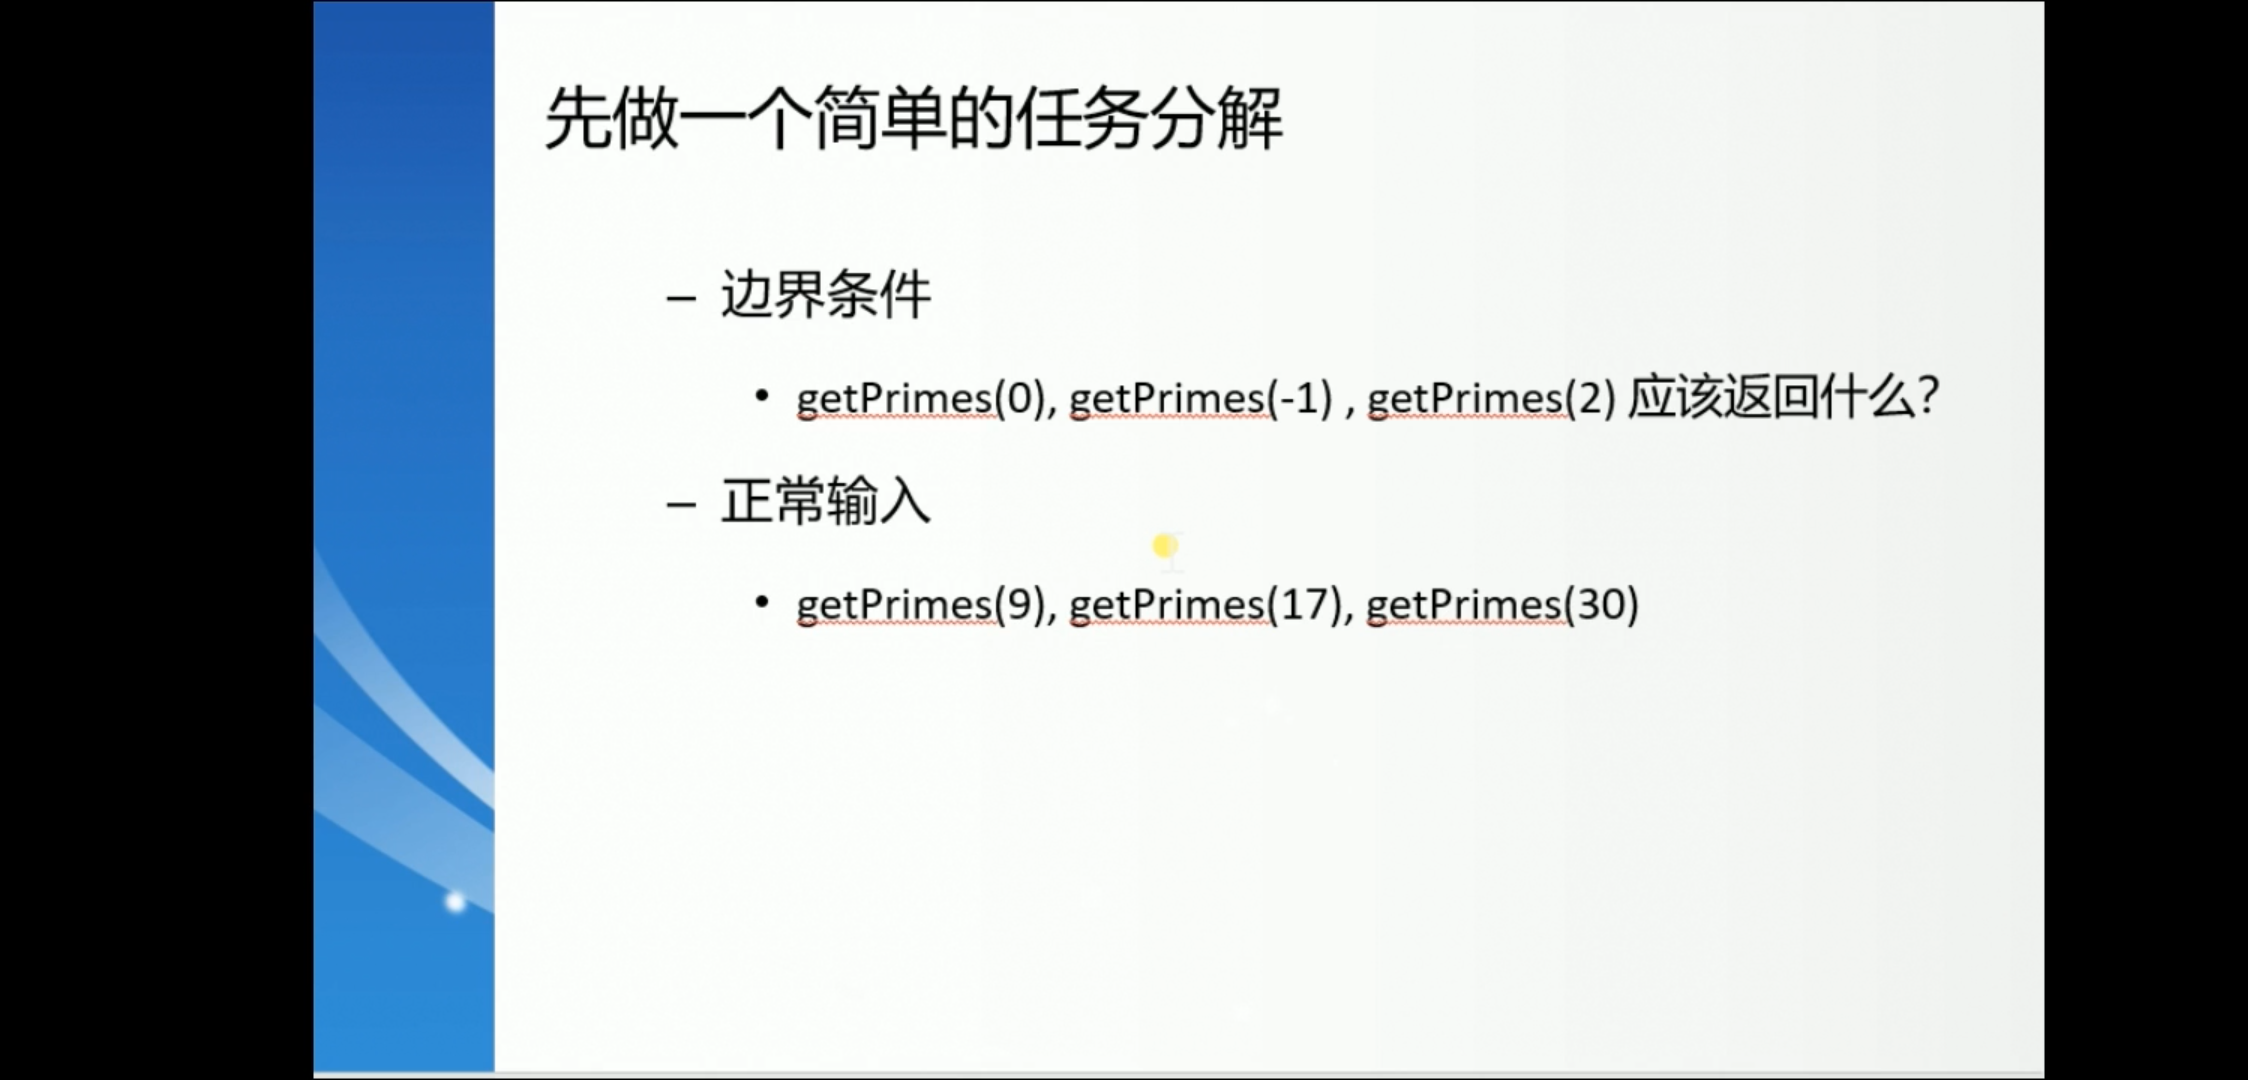 先做一个简单的任务分解
– 边界条件
• getPrimes(0), getPrimes(-1) , getPrimes(2) 应该返回什么?
– 正常输入
• getPrimes(9), getPrimes(17), getPrimes(30)